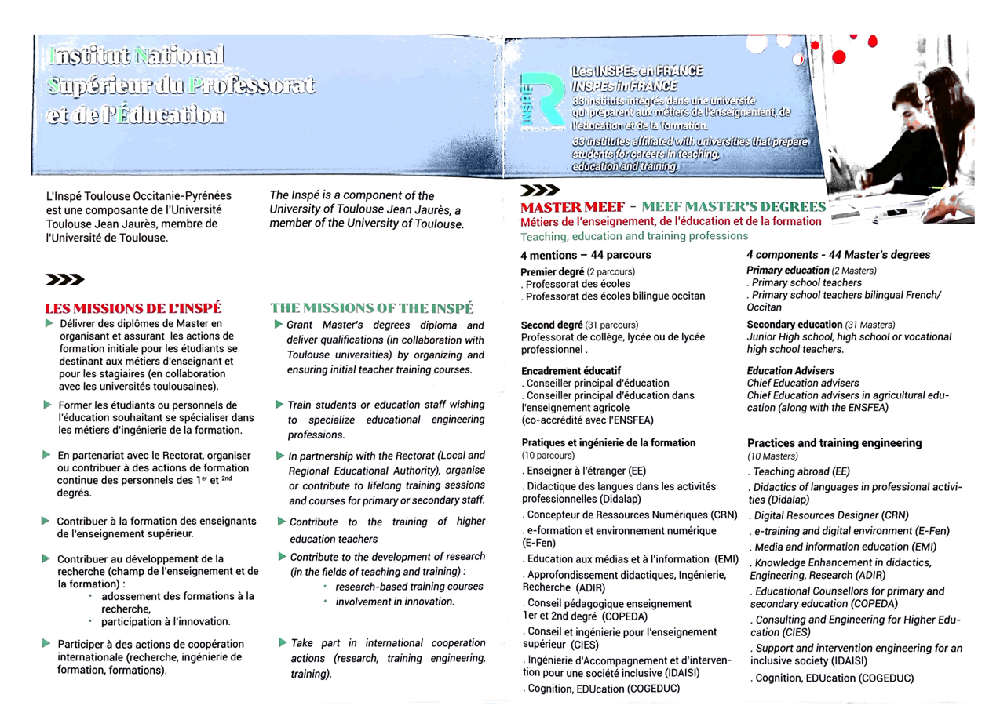 Institut National
Supérieur du Professorat
et de l'Éducation
L'Inspé Toulouse Occitanie-Pyrénées
est une composante de l'Université
Toulouse Jean Jaurès, membre de
l'Université de Toulouse.
The Inspé is a component of the
University of Toulouse Jean Jaurès, a
member of the University of Toulouse.
LES MISSIONS DE L'INSPÉ
Délivrer des diplômes de Master en
organisant et assurant les actions de
formation initiale pour les étudiants se
destinant aux métiers d'enseignant et
pour les stagiaires (en collaboration
avec les universités toulousaines).
Former les étudiants ou personnels de
l'éducation souhaitant se spécialiser dans
les métiers d'ingénierie de la formation.
En partenariat avec le Rectorat, organiser
ou contribuer à des actions de formation
continue des personnels des 1er et 2nd
degrés.
Contribuer à la formation des enseignants
de l'enseignement supérieur.
Contribuer au développement de la
recherche (champ de l'enseignement et de
la formation) :
• adossement des formations à la
recherche,
• participation à l'innovation.
Participer à des actions de coopération
internationale (recherche, ingénierie de
formation, formations).
THE MISSIONS OF THE INSPÉ
Grant Master's degrees diploma and
deliver qualifications (in collaboration with
Toulouse universities) by organizing and
ensuring initial teacher training courses.
Train students or education staff wishing
to specialize educational engineering
professions.
In partnership with the Rectorat (Local and
Regional Educational Authority), organise
or contribute to lifelong training sessions
and courses for primary or secondary staff.
Contribute to the training of higher
education teachers
Contribute to the development of research
(in the fields of teaching and training) :
• research-based training courses
• involvement in innovation.
Take part in international cooperation
actions (research, training engineering,
training).
INSPÉ
R
Les INSPEs en FRANCE
INSPEs in FRANCE
33 instituts intégrés dans une université
qui préparent aux métiers de l'enseignement, de
l'éducation et de la formation.
33 institutes affiliated with universities that prepare
students for careers in teaching,
education and training.
MASTER MEEF - MEEF MASTER'S DEGREES
Métiers de l'enseignement, de l'éducation et de la formation
Teaching, education and training professions
4 mentions – 44 parcours
Premier degré (2 parcours)
. Professorat des écoles
. Professorat des écoles bilingue occitan
Second degré (31 parcours)
Professorat de collège, lycée ou de lycée
professionnel .
Encadrement éducatif
. Conseiller principal d'éducation
. Conseiller principal d'éducation dans
l'enseignement agricole
(co-accrédité avec l'ENSFEA)
Pratiques et ingénierie de la formation
(10 parcours)
. Enseigner à l'étranger (EE)
. Didactique des langues dans les activités
professionnelles (Didalap)
. Concepteur de Ressources Numériques (CRN)
. e-formation et environnement numérique
(E-Fen)
. Education aux médias et à l'information (EMI)
. Approfondissement didactiques, Ingénierie,
Recherche (ADIR)
. Conseil pédagogique enseignement
1er et 2nd degré (COPEDA)
. Conseil et ingénierie pour l'enseignement
supérieur (CIES)
. Ingénierie d'Accompagnement et d'interven-
tion pour une société inclusive (IDAISI)
. Cognition, EDUcation (COGEDUC)
4 components - 44 Master's degrees
Primary education (2 Masters)
. Primary school teachers
. Primary school teachers bilingual French/
Occitan
Secondary education (31 Masters)
Junior High school, high school or vocational
high school teachers.
Education Advisers
Chief Education advisers
Chief Education advisers in agricultural edu-
cation (along with the ENSFEA)
Practices and training engineering
(10 Masters)
. Teaching abroad (EE)
. Didactics of languages in professional activi-
ties (Didalap)
. Digital Resources Designer (CRN)
. e-training and digital environment (E-Fen)
. Media and information education (EMI)
. Knowledge Enhancement in didactics,
Engineering, Research (ADIR)
. Educational Counsellors for primary and
secondary education (COPEDA)
. Consulting and Engineering for Higher Edu-
cation (CIES)
. Support and intervention engineering for an
inclusive society (IDAISI)
. Cognition, EDUcation (COGEDUC)